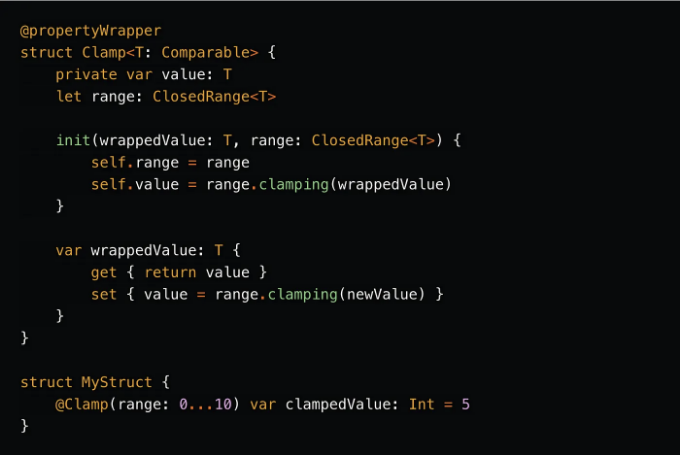 @propertyWrapper
struct Clamp<T: Comparable> {
    private var value: T
    let range: ClosedRange<T>

    init(wrappedValue: T, range: ClosedRange<T>) {
        self.range = range
        self.value = range.clamping(wrappedValue)
    }

    var wrappedValue: T {
        get { return value }
        set { value = range.clamping(newValue) }
    }
}

struct MyStruct {
    @Clamp(range: 0...10) var clampedValue: Int = 5
}